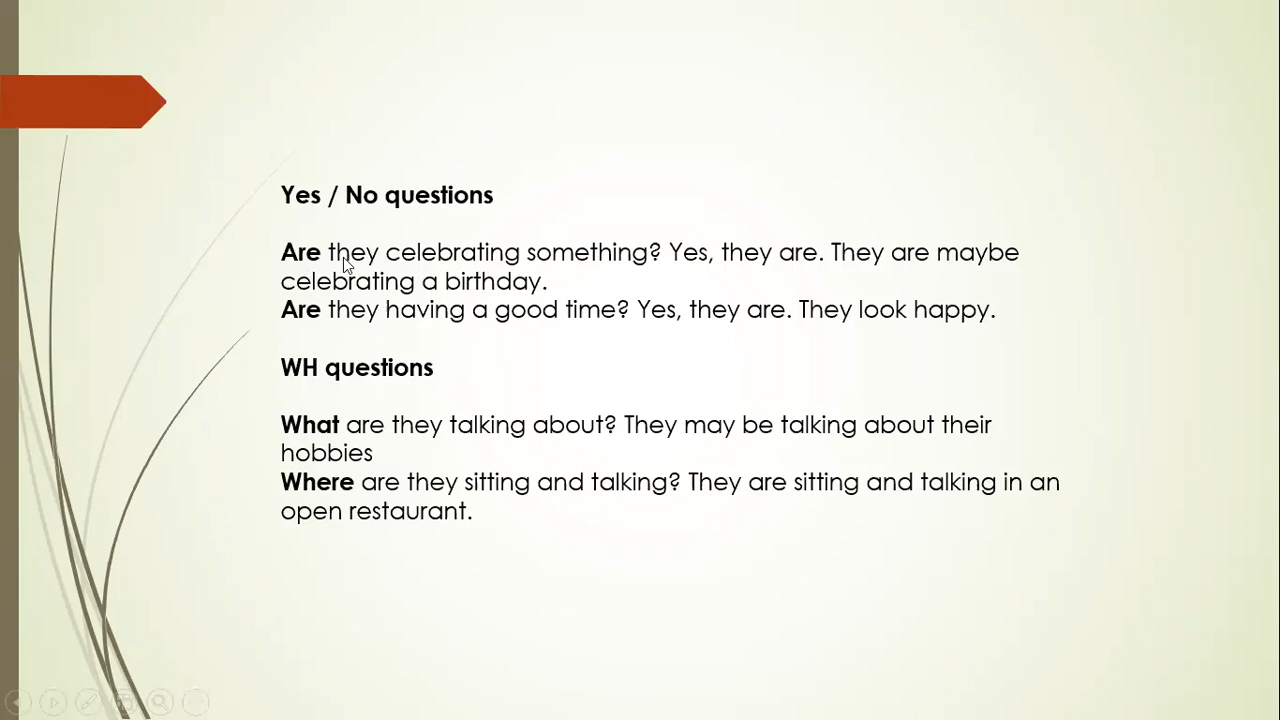 Yes / No questions
Are they celebrating something? Yes, they are. They are maybe
celebrating a birthday.
Are they having a good time? Yes, they are. They look happy.
WH questions
What are they talking about? They may be talking about their
hobbies
Where are they sitting and talking? They are sitting and talking in an
open restaurant.